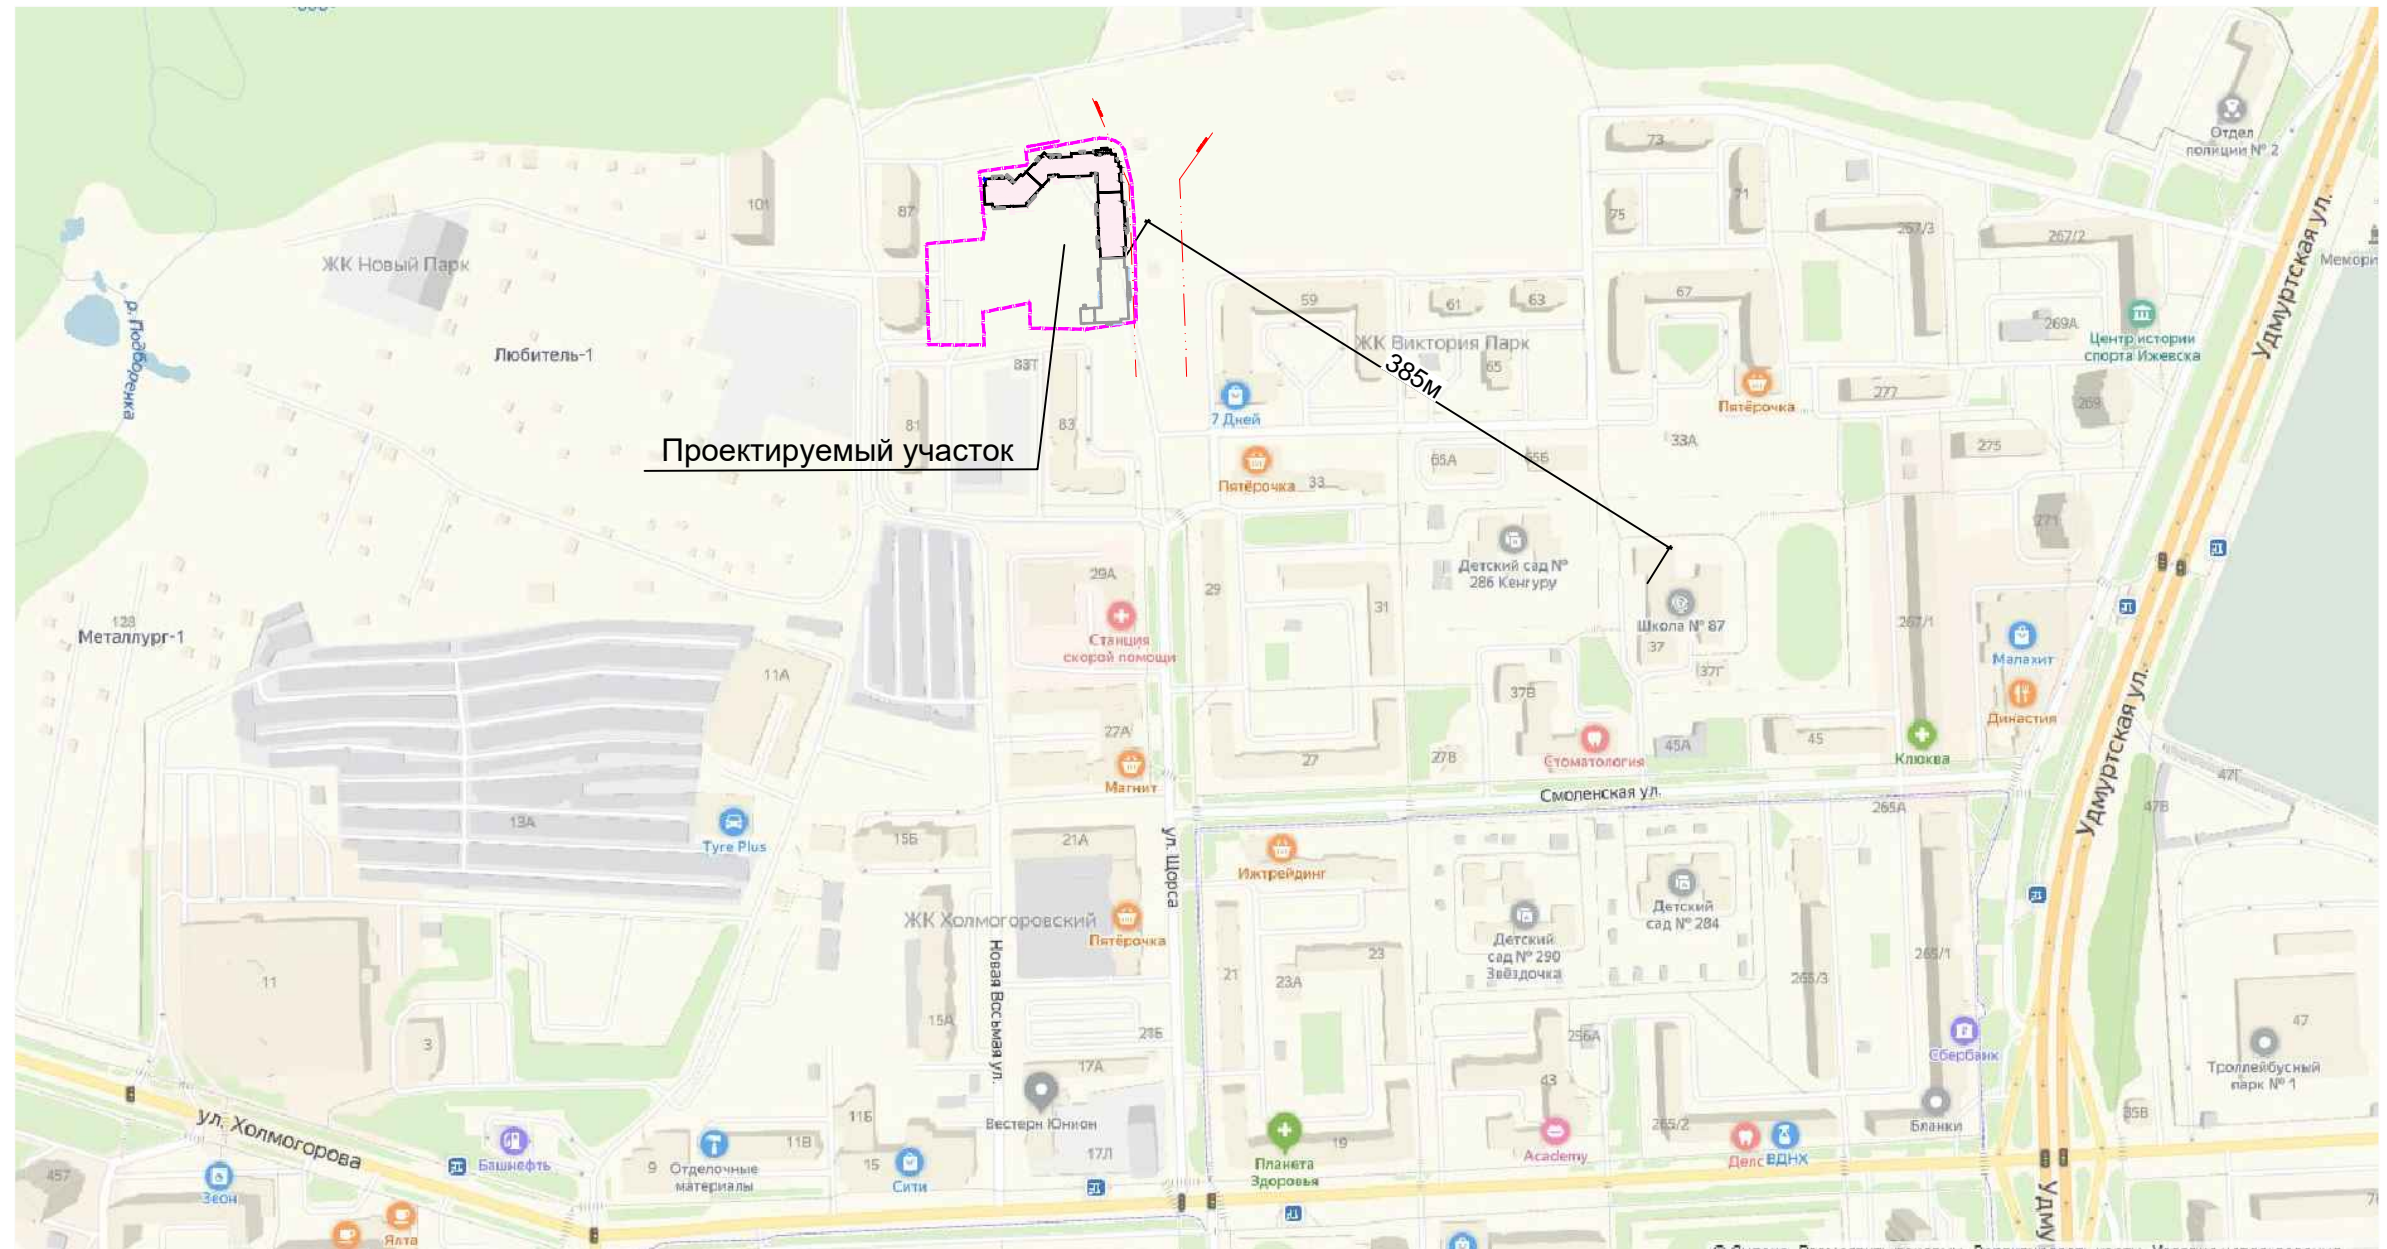 Отдел
полиции № 2
73
101
87
75
71
267/3
267/2
Удмуртская ул.
ЖК Новый Парк
р. Подборенка
59
61
63
67
269А
Центр истории
спорта Ижевска
ЖК Виктория Парк
Любитель-1
83Т
65
385м
7 Дней
Пятёрочка
277
269
81
83
Проектируемый участок
33А
275
65А
65Б
Пятёрочка
33
271
Детский сад №
286 Кенгуру
29А
29
31
Станция
скорой помощи
Школа № 87
37
37Г
267/1
Малахит
Династия
128
Металлург-1
11А
37В
27А
Магнит
27
27В
Стоматология
45А
45
Клюква
Смоленская ул.
Удмуртская ул.
47Г
47В
265А
13А
Tyre Plus
15Б
21А
ул. Щорса
Ижтрейдинг
Детский
сад № 284
ЖК Холмогоровский
Пятёрочка
Детский
сад № 290
Звёздочка
Новая Восьмая ул.
11
21
23
23А
265/3
265/1
15А
21Б
256А
3
17А
43
Сбербанк
47
Троллейбусный
парк № 1
Вестерн Юнион
ул. Холмогорова
11Б
11В
Башнефть
9
Отделочные
материалы
15
Сити
17Л
Планета
Здоровья
19
Academy
265/2
ВДНХ
Бланки
35В
457
Зеон
Ялта
Удму